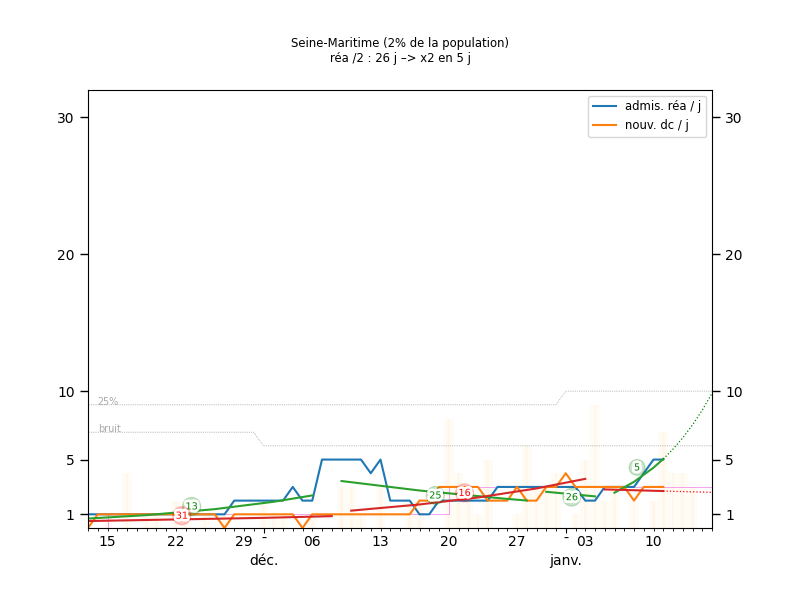 Seine-Maritime (2% de la population)
réa /2 : 26 j –> x2 en 5 j
admis. réa / j
nouv. dc / j
30 30
20 20
10 10
25%
bruit
5 5
1 1
13
31
25
16
26
5
15 22 29 - 06 13 20 27 - 03 10
déc. janv.